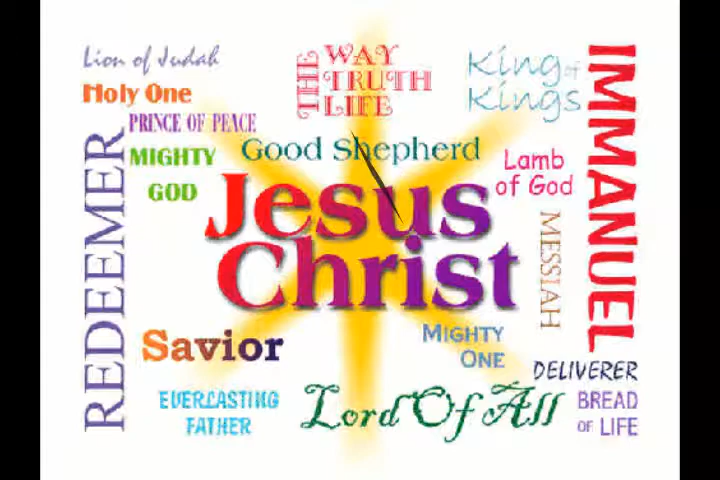 Lion of Judah
Holy One
PRINCE OF PEACE
MIGHTY
GOD
REDEEMER
THE
WAY
TRUTH
LIFE
King of
Kings
IMMANUEL
Good Shepherd
Lamb
of God
Jesus
Christ
MESSIAH
Savior
MIGHTY
ONE
DELIVERER
EVERLASTING
FATHER
Lord Of All
BREAD
OF LIFE